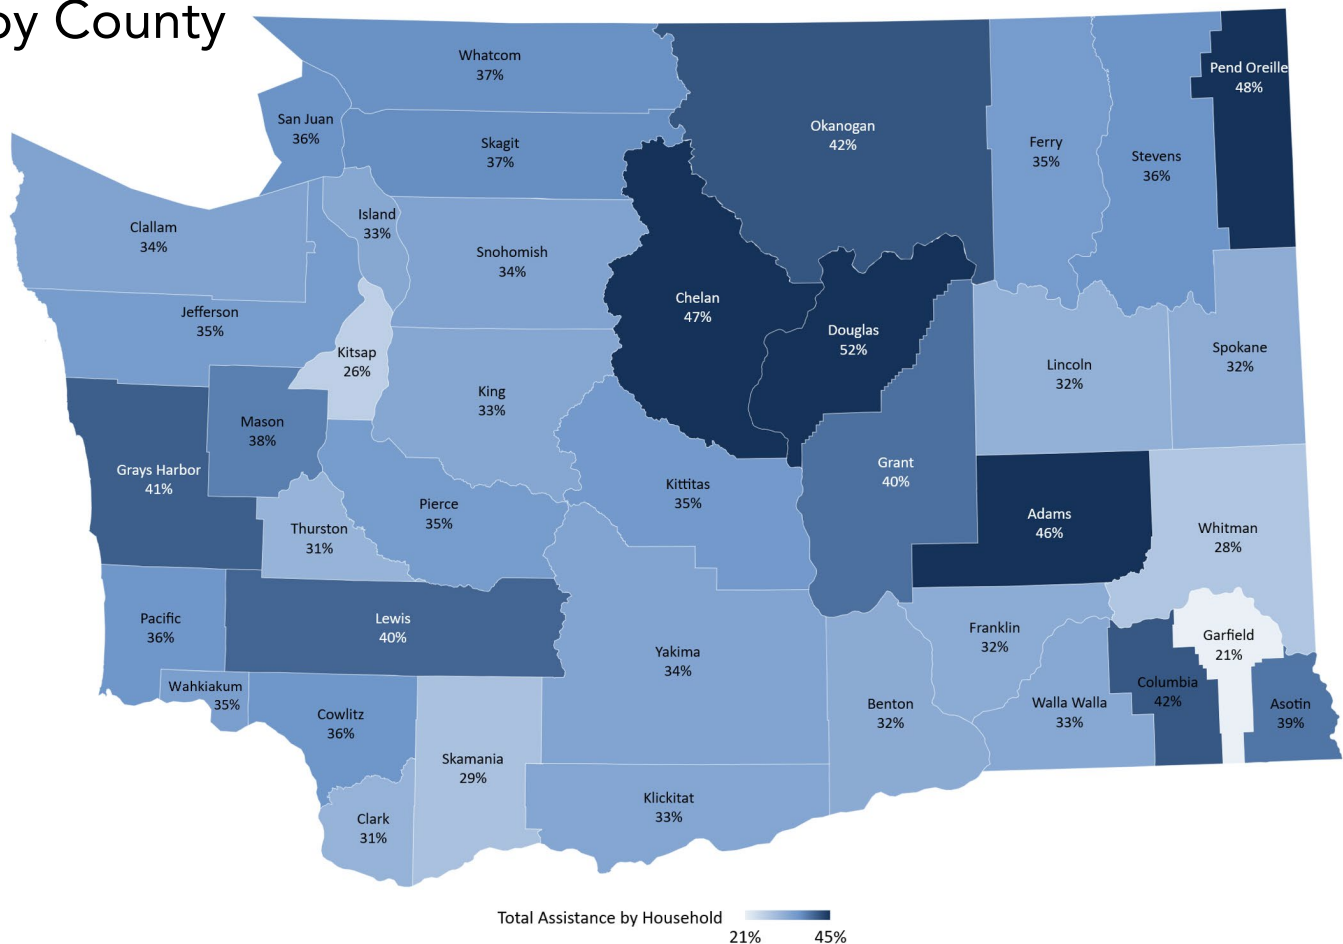 by County
Whatcom
37%
San Juan
36%
Skagit
37%
Okanogan
42%
Ferry
35%
Stevens
36%
Pend Oreille
48%
Clallam
34%
Island
33%
Snohomish
34%
Chelan
47%
Douglas
52%
Jefferson
35%
Kitsap
26%
King
33%
Lincoln
32%
Spokane
32%
Mason
38%
Grays Harbor
41%
Thurston
31%
Pierce
35%
Kittitas
35%
Grant
40%
Adams
46%
Whitman
28%
Pacific
36%
Lewis
40%
Yakima
34%
Franklin
32%
Garfield
21%
Wahkiakum
35%
Cowlitz
36%
Skamania
29%
Benton
32%
Walla Walla
33%
Columbia
42%
Asotin
39%
Clark
31%
Klickitat
33%
Total Assistance by Household
21% 45%